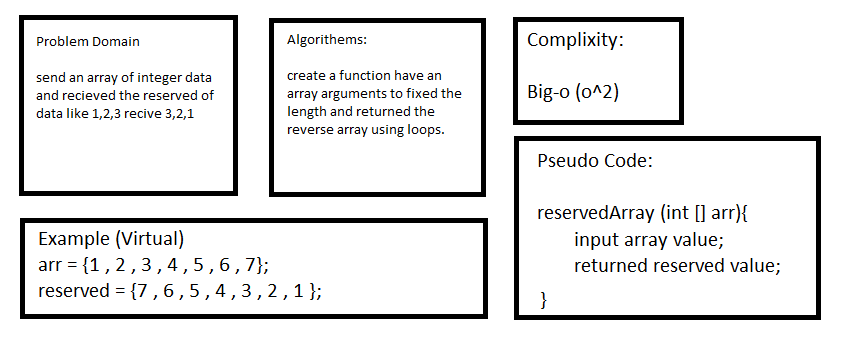 Problem Domain
send an array of integer data
and recieved the reserved of
data like 1,2,3 recive 3,2,1
Algorithems:
create a function have an
array arguments to fixed the
length and returned the
reverse array using loops.
Complixity:
Big-o (o^2)
Pseudo Code:
reservedArray (int [] arr){
input array value;
returned reserved value;
}
Example (Virtual)
arr = {1 , 2 , 3 , 4 , 5 , 6 , 7};
reserved = {7 , 6 , 5 , 4 , 3 , 2 , 1 };